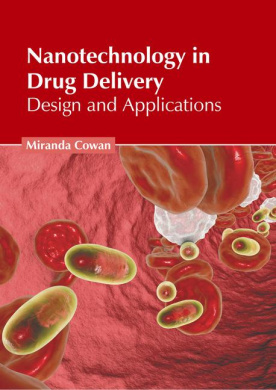 Nanotechnology in
Drug Delivery
Design and Applications
Miranda Cowan